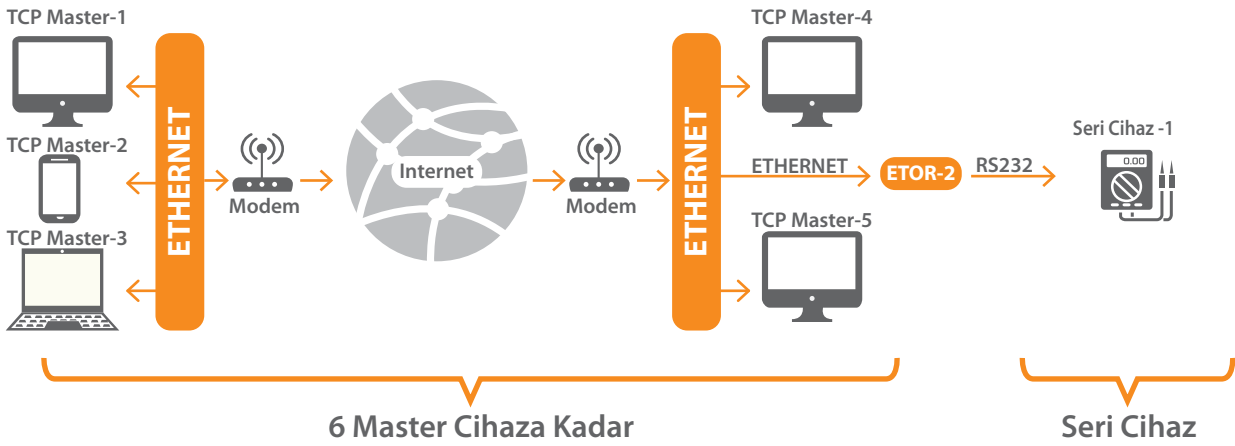 TCP Master-1
TCP Master-2
TCP Master-3
ETHERNET
Modem
Internet
Modem
ETHERNET
TCP Master-4
ETHERNET
TCP Master-5
ETOR-2
RS232
Seri Cihaz -1
0.00
6 Master Cihaza Kadar
Seri Cihaz